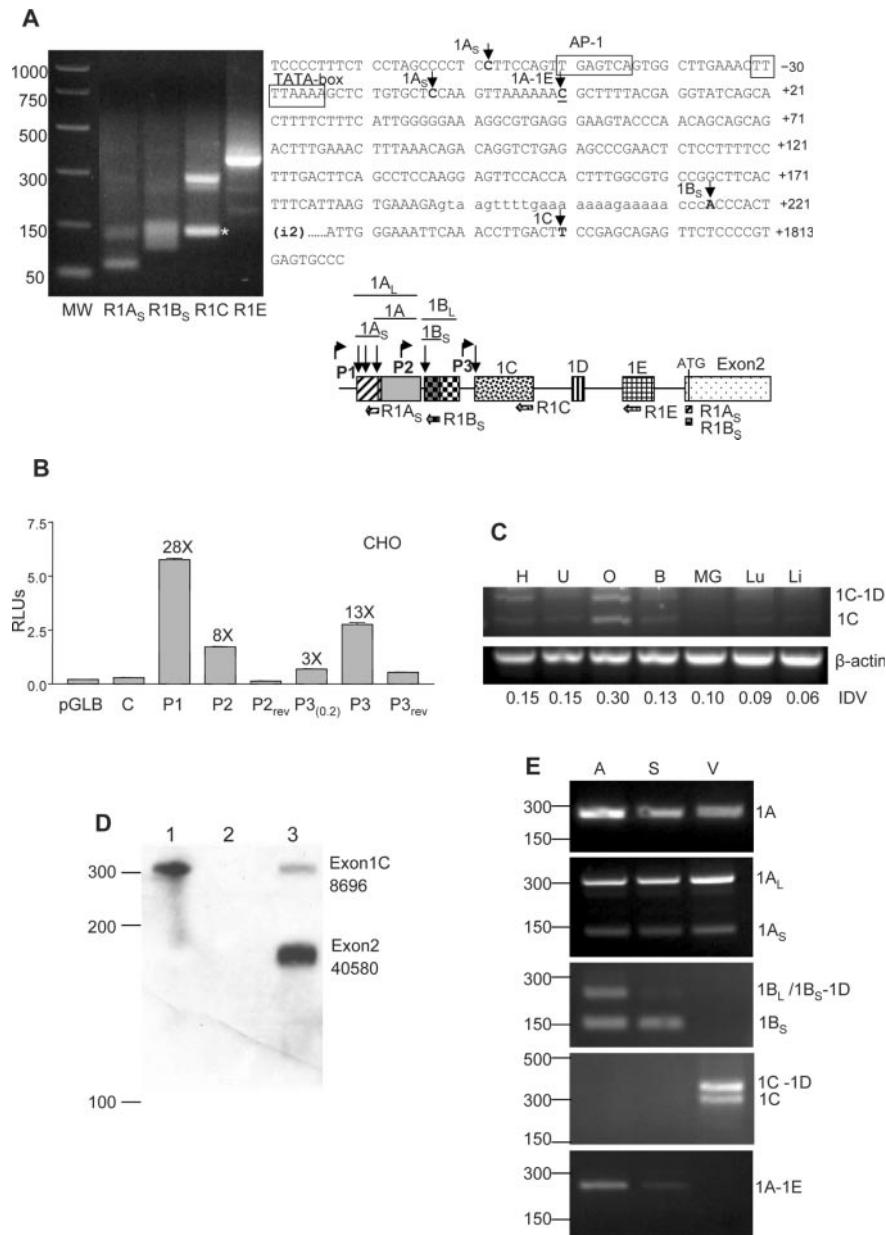 A
1000
750
500
300
150
50
*
MW R1As R1Bs R1C R1E
1As AP-1
TCCCCTTTCT CCTAGCCCCT CCTTCCAGTT GAGTCAGTGG CTTGAAACTT −30
TATA-box 1As 1A-1E
TTAAAAGCTC TGTGCTCCAA GTTAAAAAAC GCTTTTACGA GGTATCAGCA +21
CTTTTCTTTC ATTGGGGGAA AGGCGTGAGG GAAGTACCCA ACAGCAGCAG +71
ACTTTGAAAC TTTAAACAGA CAGGTCTGAG AGCCCGAACT CTCCTTTTCC +121
TTTGACTTCA GCCTCCAAGG AGTTCCACCA CTTTGGCGTG CCGGCTTCAC +171
1Bs
TTTCATTAAG TGAAAGAgta agttttgaaa aaaaagaaaaa cccACCCACT +221
1C
(i2) ......ATTG GGAAATTCAA ACCTTGACTT CCGAGCAGAG TTCTCCCCGT +1813
GAGTGCCC
1AL
1A 1BL
1As 1Bs
P1 P2 P3 1C 1D 1E ATG Exon2
R1As R1Bs R1C R1E R1As
R1Bs
B
7.5
5.0
2.5
0.0
RLUs
28X
8X
3X
13X
CHO
pGLB C P1 P2 P2rev P3(0.2) P3 P3rev
C
H U O B MG Lu Li
1C-1D
1C
β-actin
0.15 0.15 0.30 0.13 0.10 0.09 0.06 IDV
D
1 2 3
300
200
100
Exon1C
8696
Exon2
40580
E
A S V
300
150
1A
300
150
1AL
1As
300
150
1BL /1Bs-1D
1Bs
500
300
150
1C -1D
1C
300
150
1A-1E